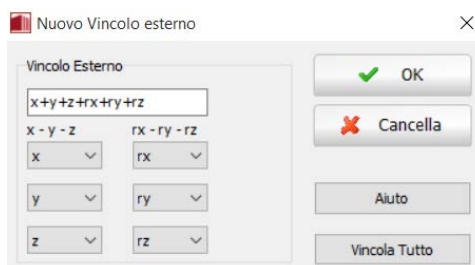 Nuovo Vincolo esterno
Vincolo Esterno
x+y+z+rx+ry+rz
x - y - z rx - ry - rz
x rx
y ry
z rz
OK
Cancella
Aiuto
Vincola Tutto